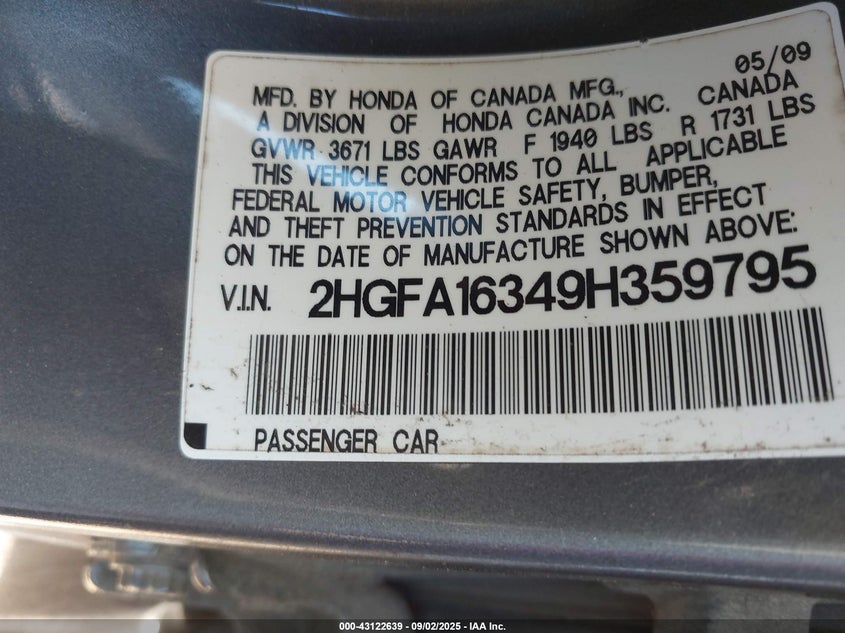 05/09
MFD. BY HONDA OF CANADA MFG.,
A DIVISION OF HONDA CANADA INC. CANADA
GVWR 3671 LBS GAWR F 1940 LBS R 1731 LBS
THIS VEHICLE CONFORMS TO ALL APPLICABLE
FEDERAL MOTOR VEHICLE SAFETY, BUMPER,
AND THEFT PREVENTION STANDARDS IN EFFECT
ON THE DATE OF MANUFACTURE SHOWN ABOVE:
V.I.N. 2HGFA16349H359795
PASSENGER CAR
000-43122639 - 09/02/2025 - IAA Inc.